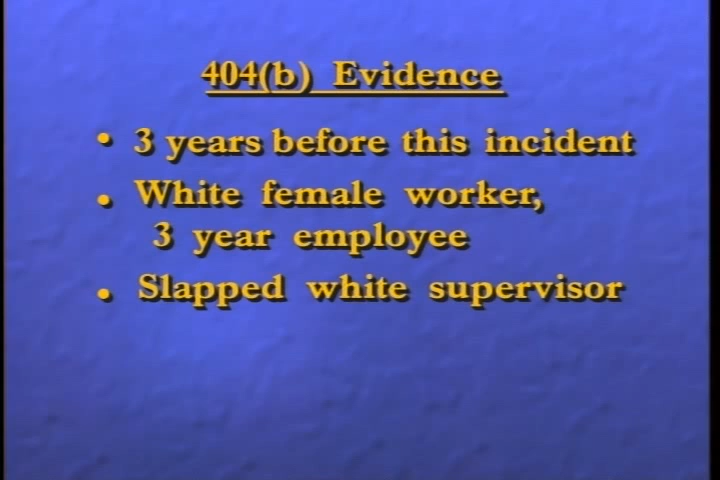 404(b) Evidence
• 3 years before this incident
• White female worker,
3 year employee
• Slapped white supervisor